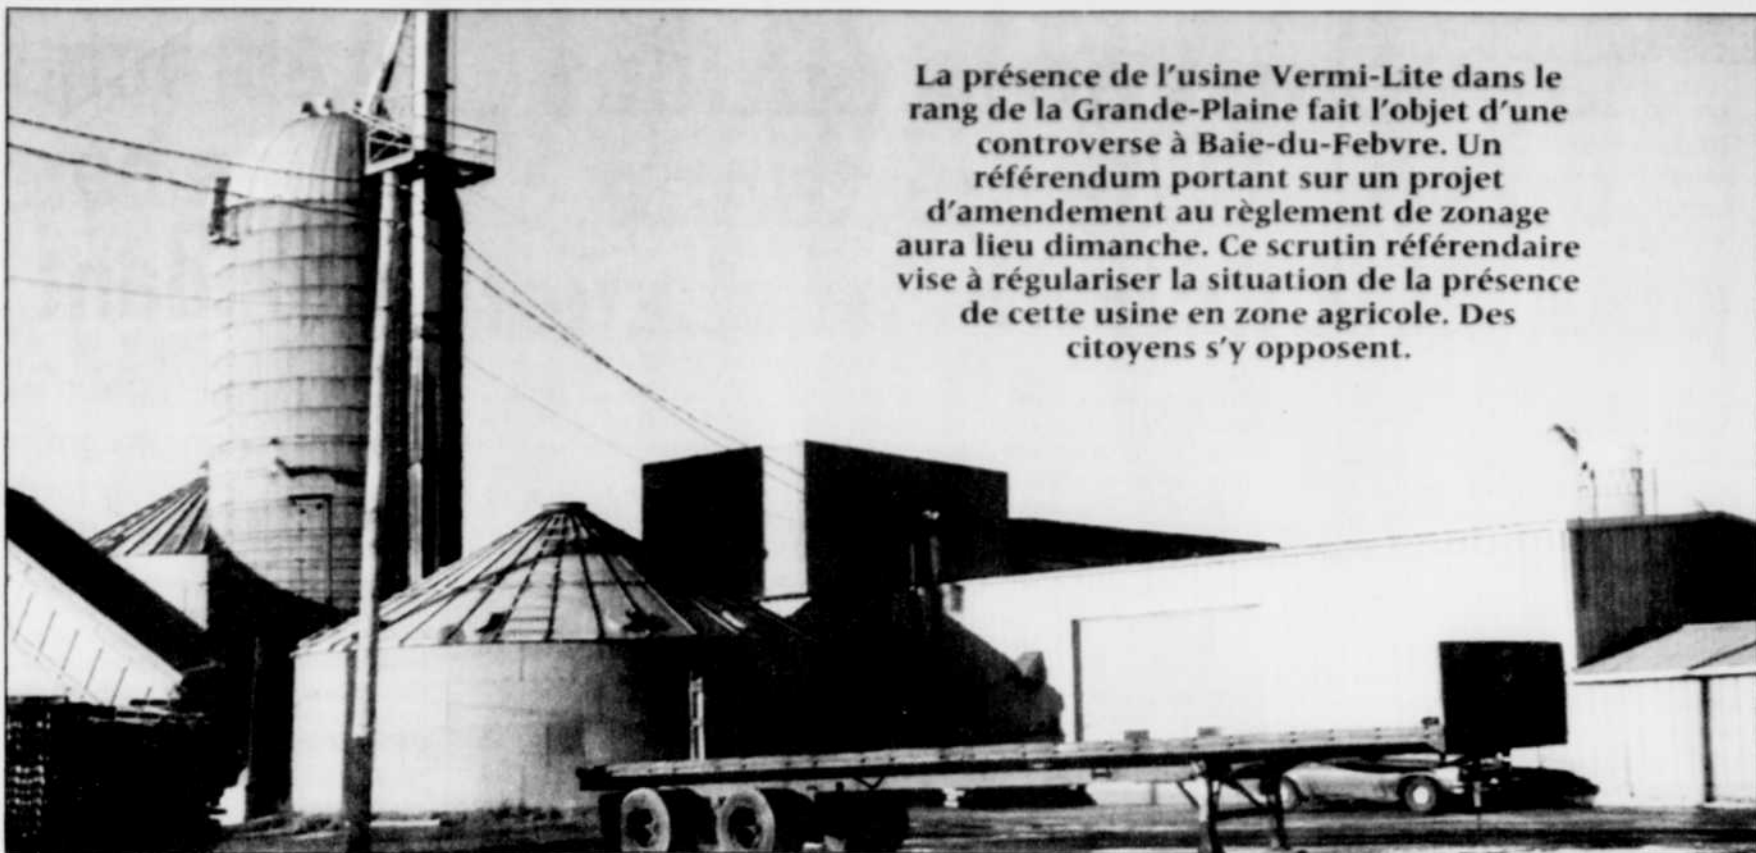 La présence de l'usine Vermi-Lite dans le
rang de la Grande-Plaine fait l'objet d'une
controverse à Baie-du-Febvre. Un
référendum portant sur un projet
d'amendement au règlement de zonage
aura lieu dimanche. Ce scrutin référendaire
vise à régulariser la situation de la présence
de cette usine en zone agricole. Des
citoyens s'y opposent.